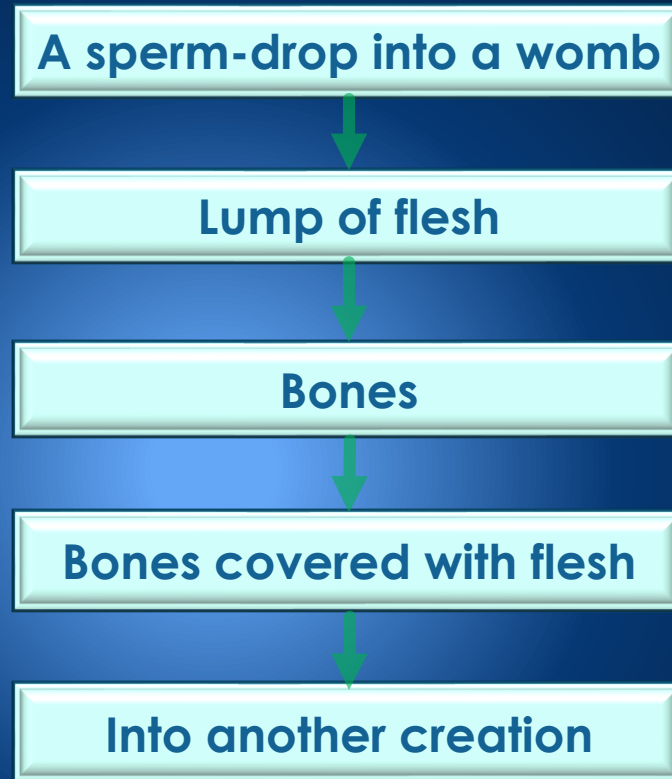 A sperm-drop into a womb
Lump of flesh
Bones
Bones covered with flesh
Into another creation